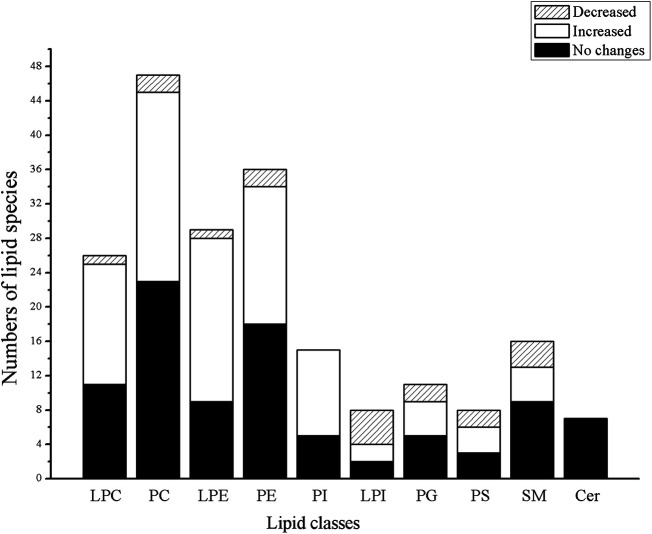 Decreased
Increased
No changes
Numbers of lipid species
48
44
40
36
32
28
24
20
16
12
8
4
0
LPC PC LPE PE PI LPI PG PS SM Cer
Lipid classes